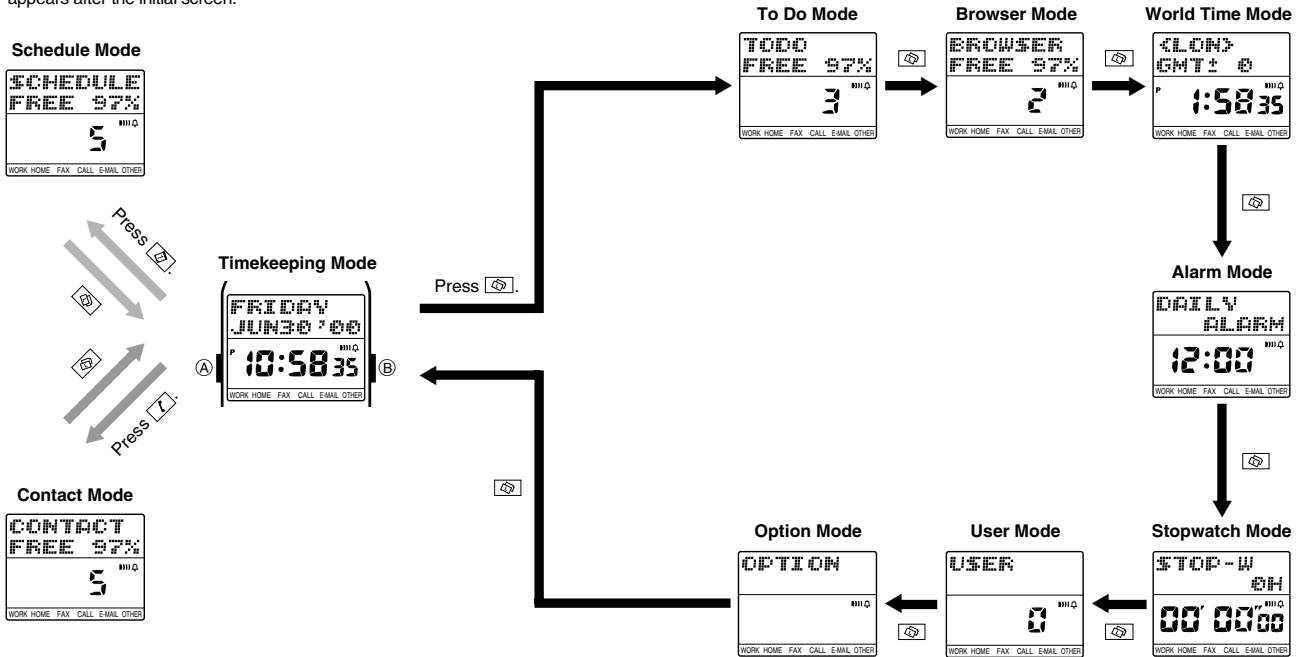 appears after the initial screen.
To Do Mode
TODO
FREE 97%
3
WORK HOME FAX CALL E-MAIL OTHER
Browser Mode
BROWSER
FREE 97%
2
WORK HOME FAX CALL E-MAIL OTHER
World Time Mode
<LON>
GMT± 0
P 1:58 35
WORK HOME FAX CALL E-MAIL OTHER
Schedule Mode
SCHEDULE
FREE 97%
5
WORK HOME FAX CALL E-MAIL OTHER
Press .
Timekeeping Mode
FRIDAY
JUN30'00
P 10:58 35
WORK HOME FAX CALL E-MAIL OTHER
A
B
Press .
Press .
Alarm Mode
DAILY
ALARM
12:00
WORK HOME FAX CALL E-MAIL OTHER
Contact Mode
CONTACT
FREE 97%
5
WORK HOME FAX CALL E-MAIL OTHER
Option Mode
OPTION
WORK HOME FAX CALL E-MAIL OTHER
User Mode
USER
0
WORK HOME FAX CALL E-MAIL OTHER
Stopwatch Mode
STOP-W
0H
00' 00" 00
WORK HOME FAX CALL E-MAIL OTHER